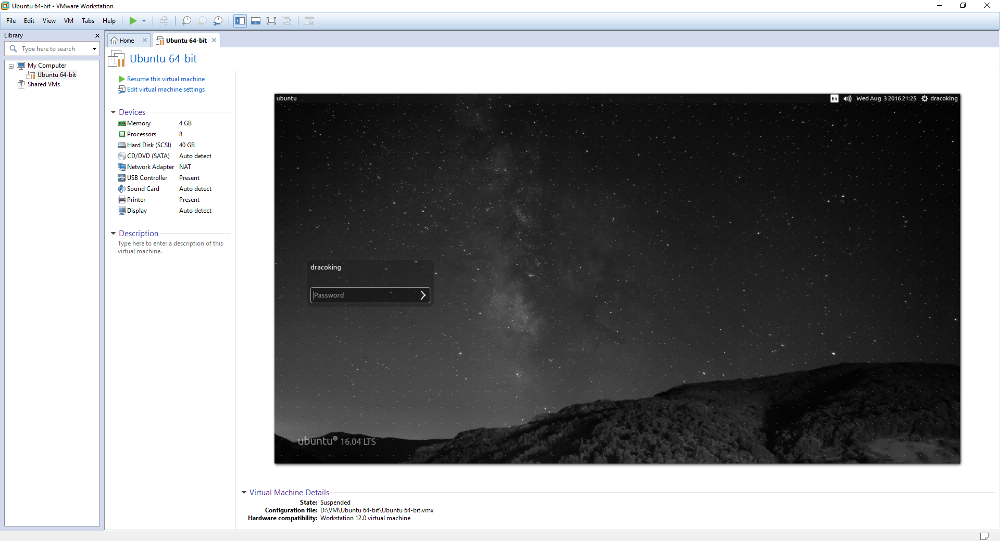 Ubuntu 64-bit - VMware Workstation
File Edit View VM Tabs Help
Library
Type here to search
My Computer
Ubuntu 64-bit
Shared VMs
Home
Ubuntu 64-bit
Ubuntu 64-bit
Resume this virtual machine
Edit virtual machine settings
Devices
Memory 4 GB
Processors 8
Hard Disk (SCSI) 40 GB
CD/DVD (SATA) Auto detect
Network Adapter NAT
USB Controller Present
Sound Card Auto detect
Printer Present
Display Auto detect
Description
Type here to enter a description of this
virtual machine.
ubuntu En Wed Aug 3 2016 21:25 dracoking
dracoking
Password
ubuntu® 16.04 LTS
Virtual Machine Details
State: Suspended
Configuration file: D:\VM\Ubuntu 64-bit\Ubuntu 64-bit.vmx
Hardware compatibility: Workstation 12.0 virtual machine